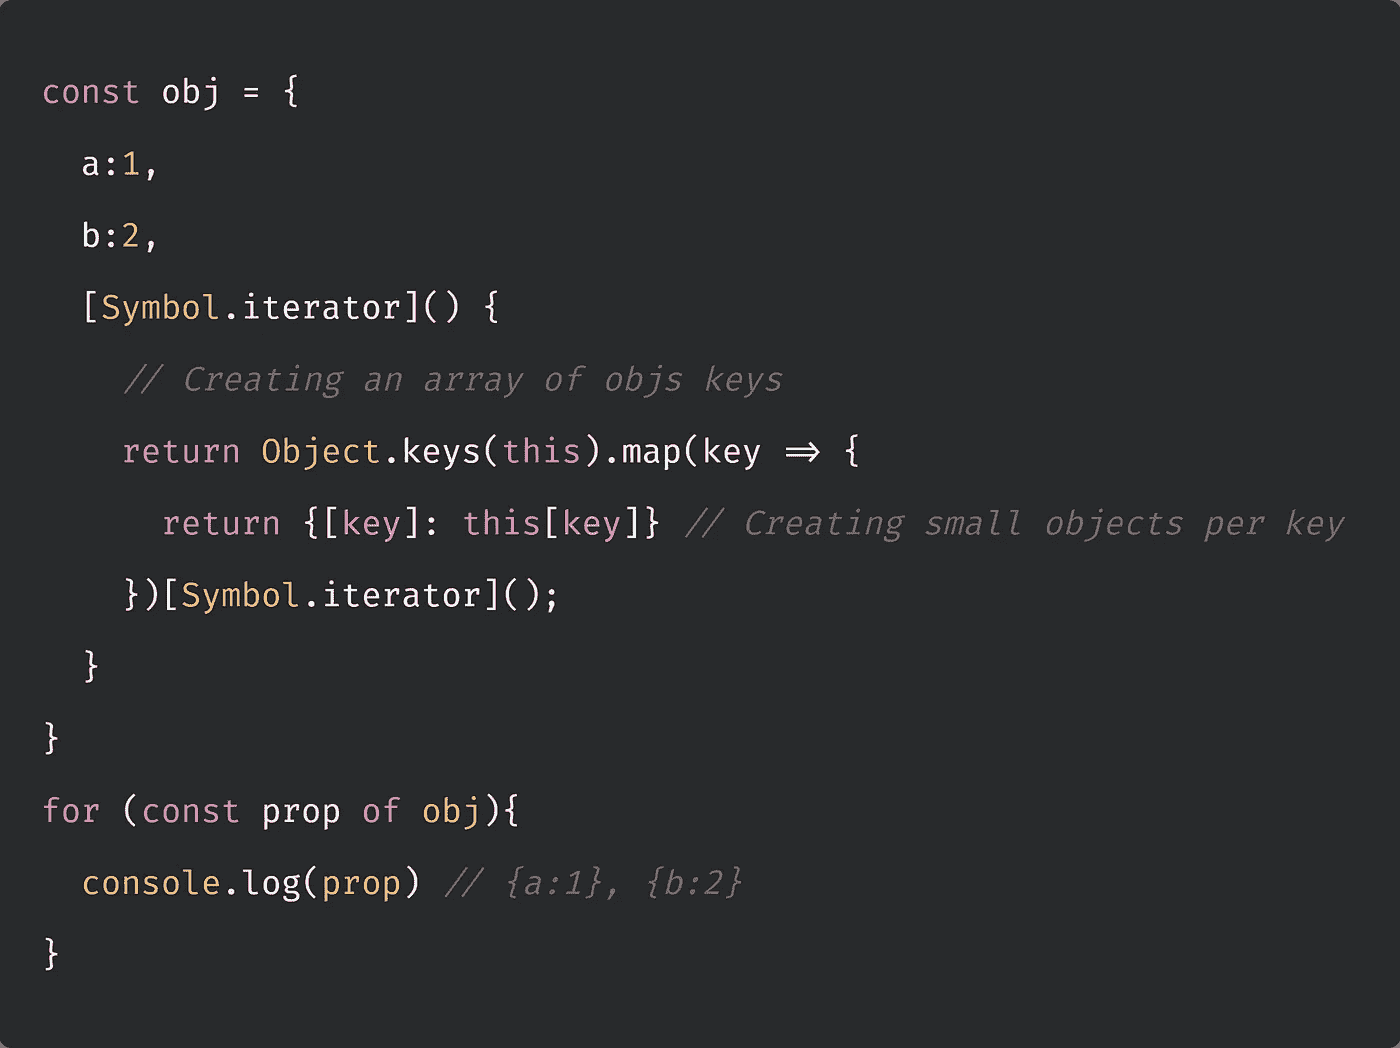 const obj = {
  a:1,
  b:2,
  [Symbol.iterator]() {
    // Creating an array of objs keys
    return Object.keys(this).map(key => {
      return {[key]: this[key]} // Creating small objects per key
    })[Symbol.iterator]();
  }
}
for (const prop of obj){
  console.log(prop) // {a:1}, {b:2}
}